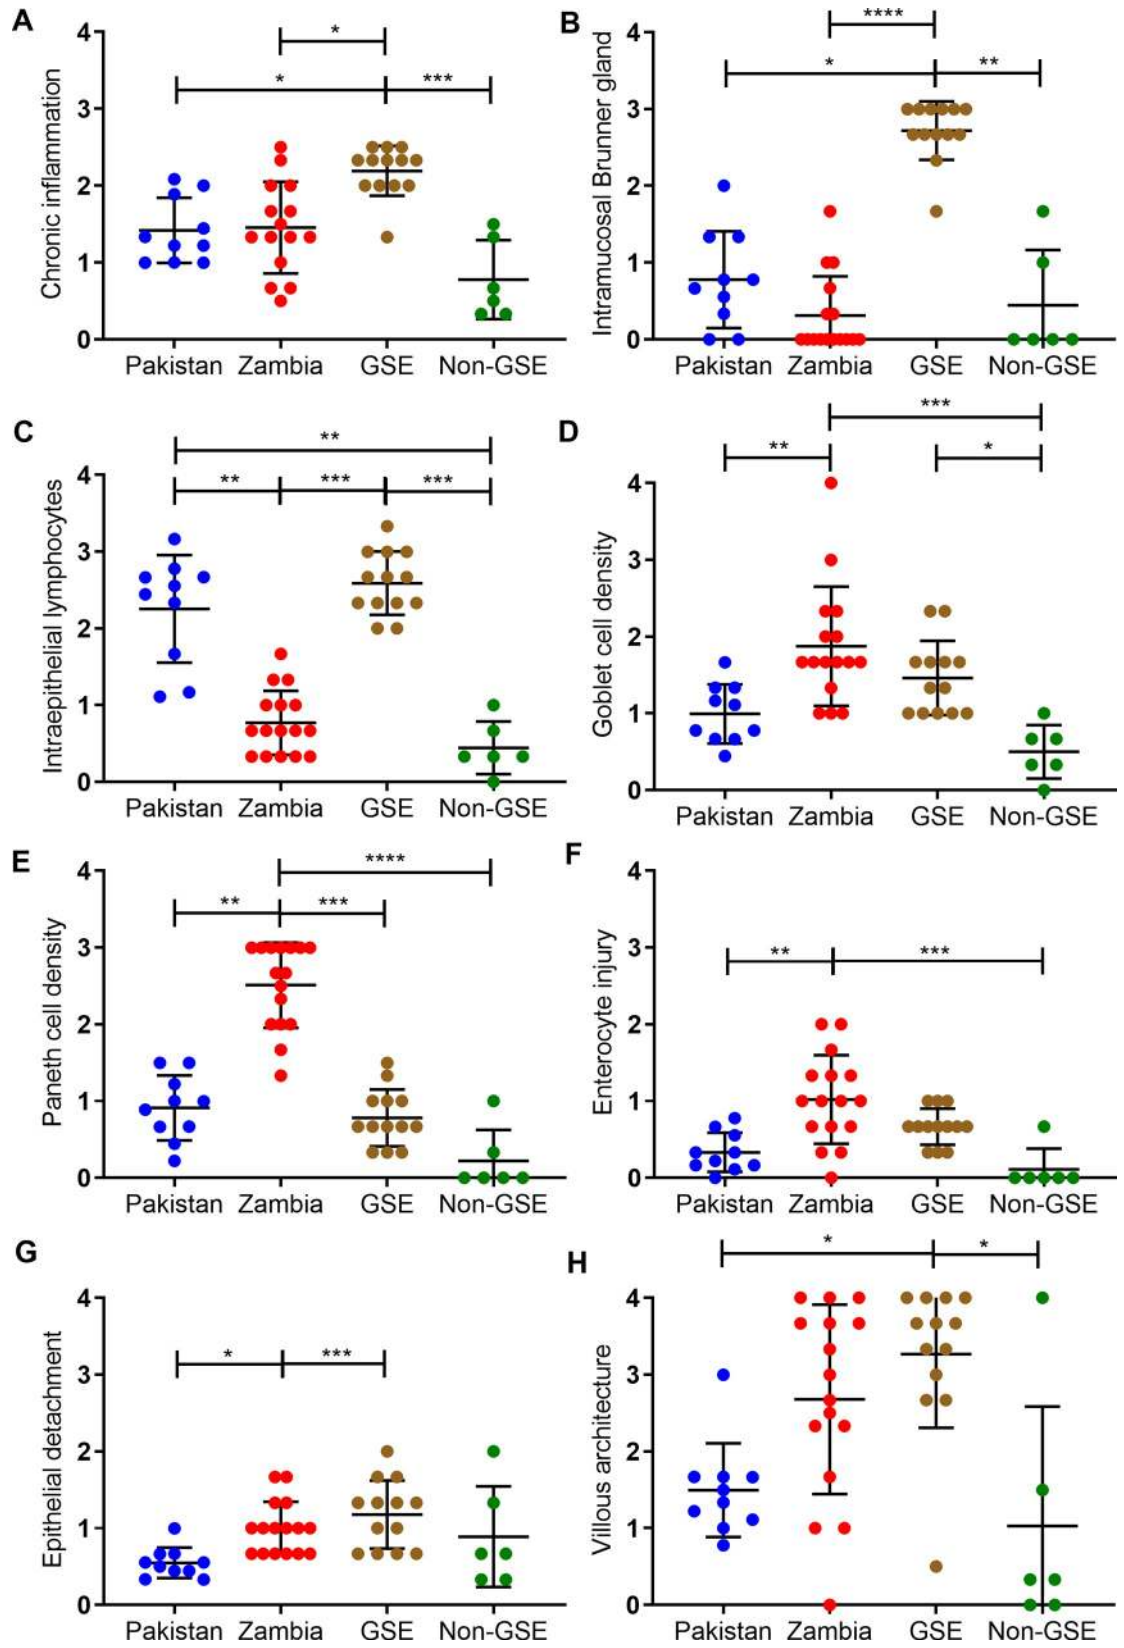 A
Chronic inflammation
4
3
2
1
0
*
*
***
Pakistan Zambia GSE Non-GSE
B
Intramucosal Brunner gland
4
3
2
1
0
****
*
**
Pakistan Zambia GSE Non-GSE
C
Intraepithelial lymphocytes
4
3
2
1
0
**
**
***
***
Pakistan Zambia GSE Non-GSE
D
Goblet cell density
4
3
2
1
0
***
**
*
Pakistan Zambia GSE Non-GSE
E
Paneth cell density
4
3
2
1
0
****
**
***
Pakistan Zambia GSE Non-GSE
F
Enterocyte injury
4
3
2
1
0
**
***
Pakistan Zambia GSE Non-GSE
G
Epithelial detachment
4
3
2
1
0
*
***
Pakistan Zambia GSE Non-GSE
H
Villous architecture
4
3
2
1
0
*
*
Pakistan Zambia GSE Non-GSE